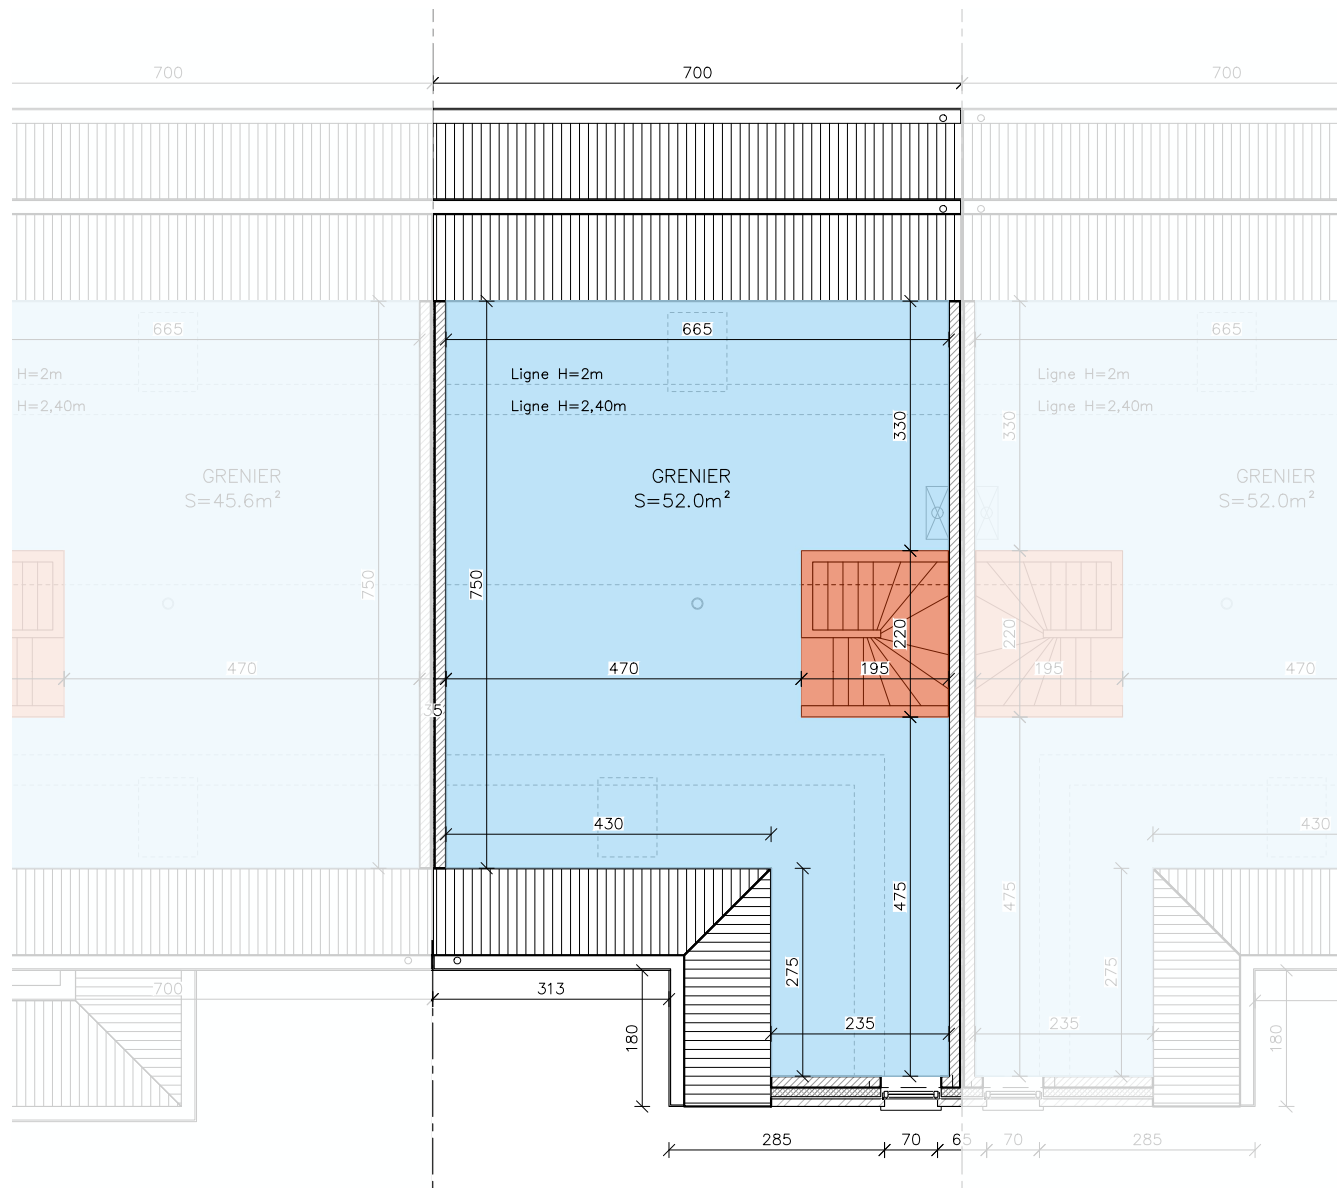 700 700 700
665 665 665
H=2m Ligne H=2m Ligne H=2m
H=2,40m Ligne H=2,40m Ligne H=2,40m
330 330
GRENIER GRENIER GRENIER
S=45.6m² S=52.0m² S=52.0m²
750 750 220 220
470 470 195 195 470
35
430 430
475 475
275 275
700 313
235 235
180 180
285 70 65 70 285